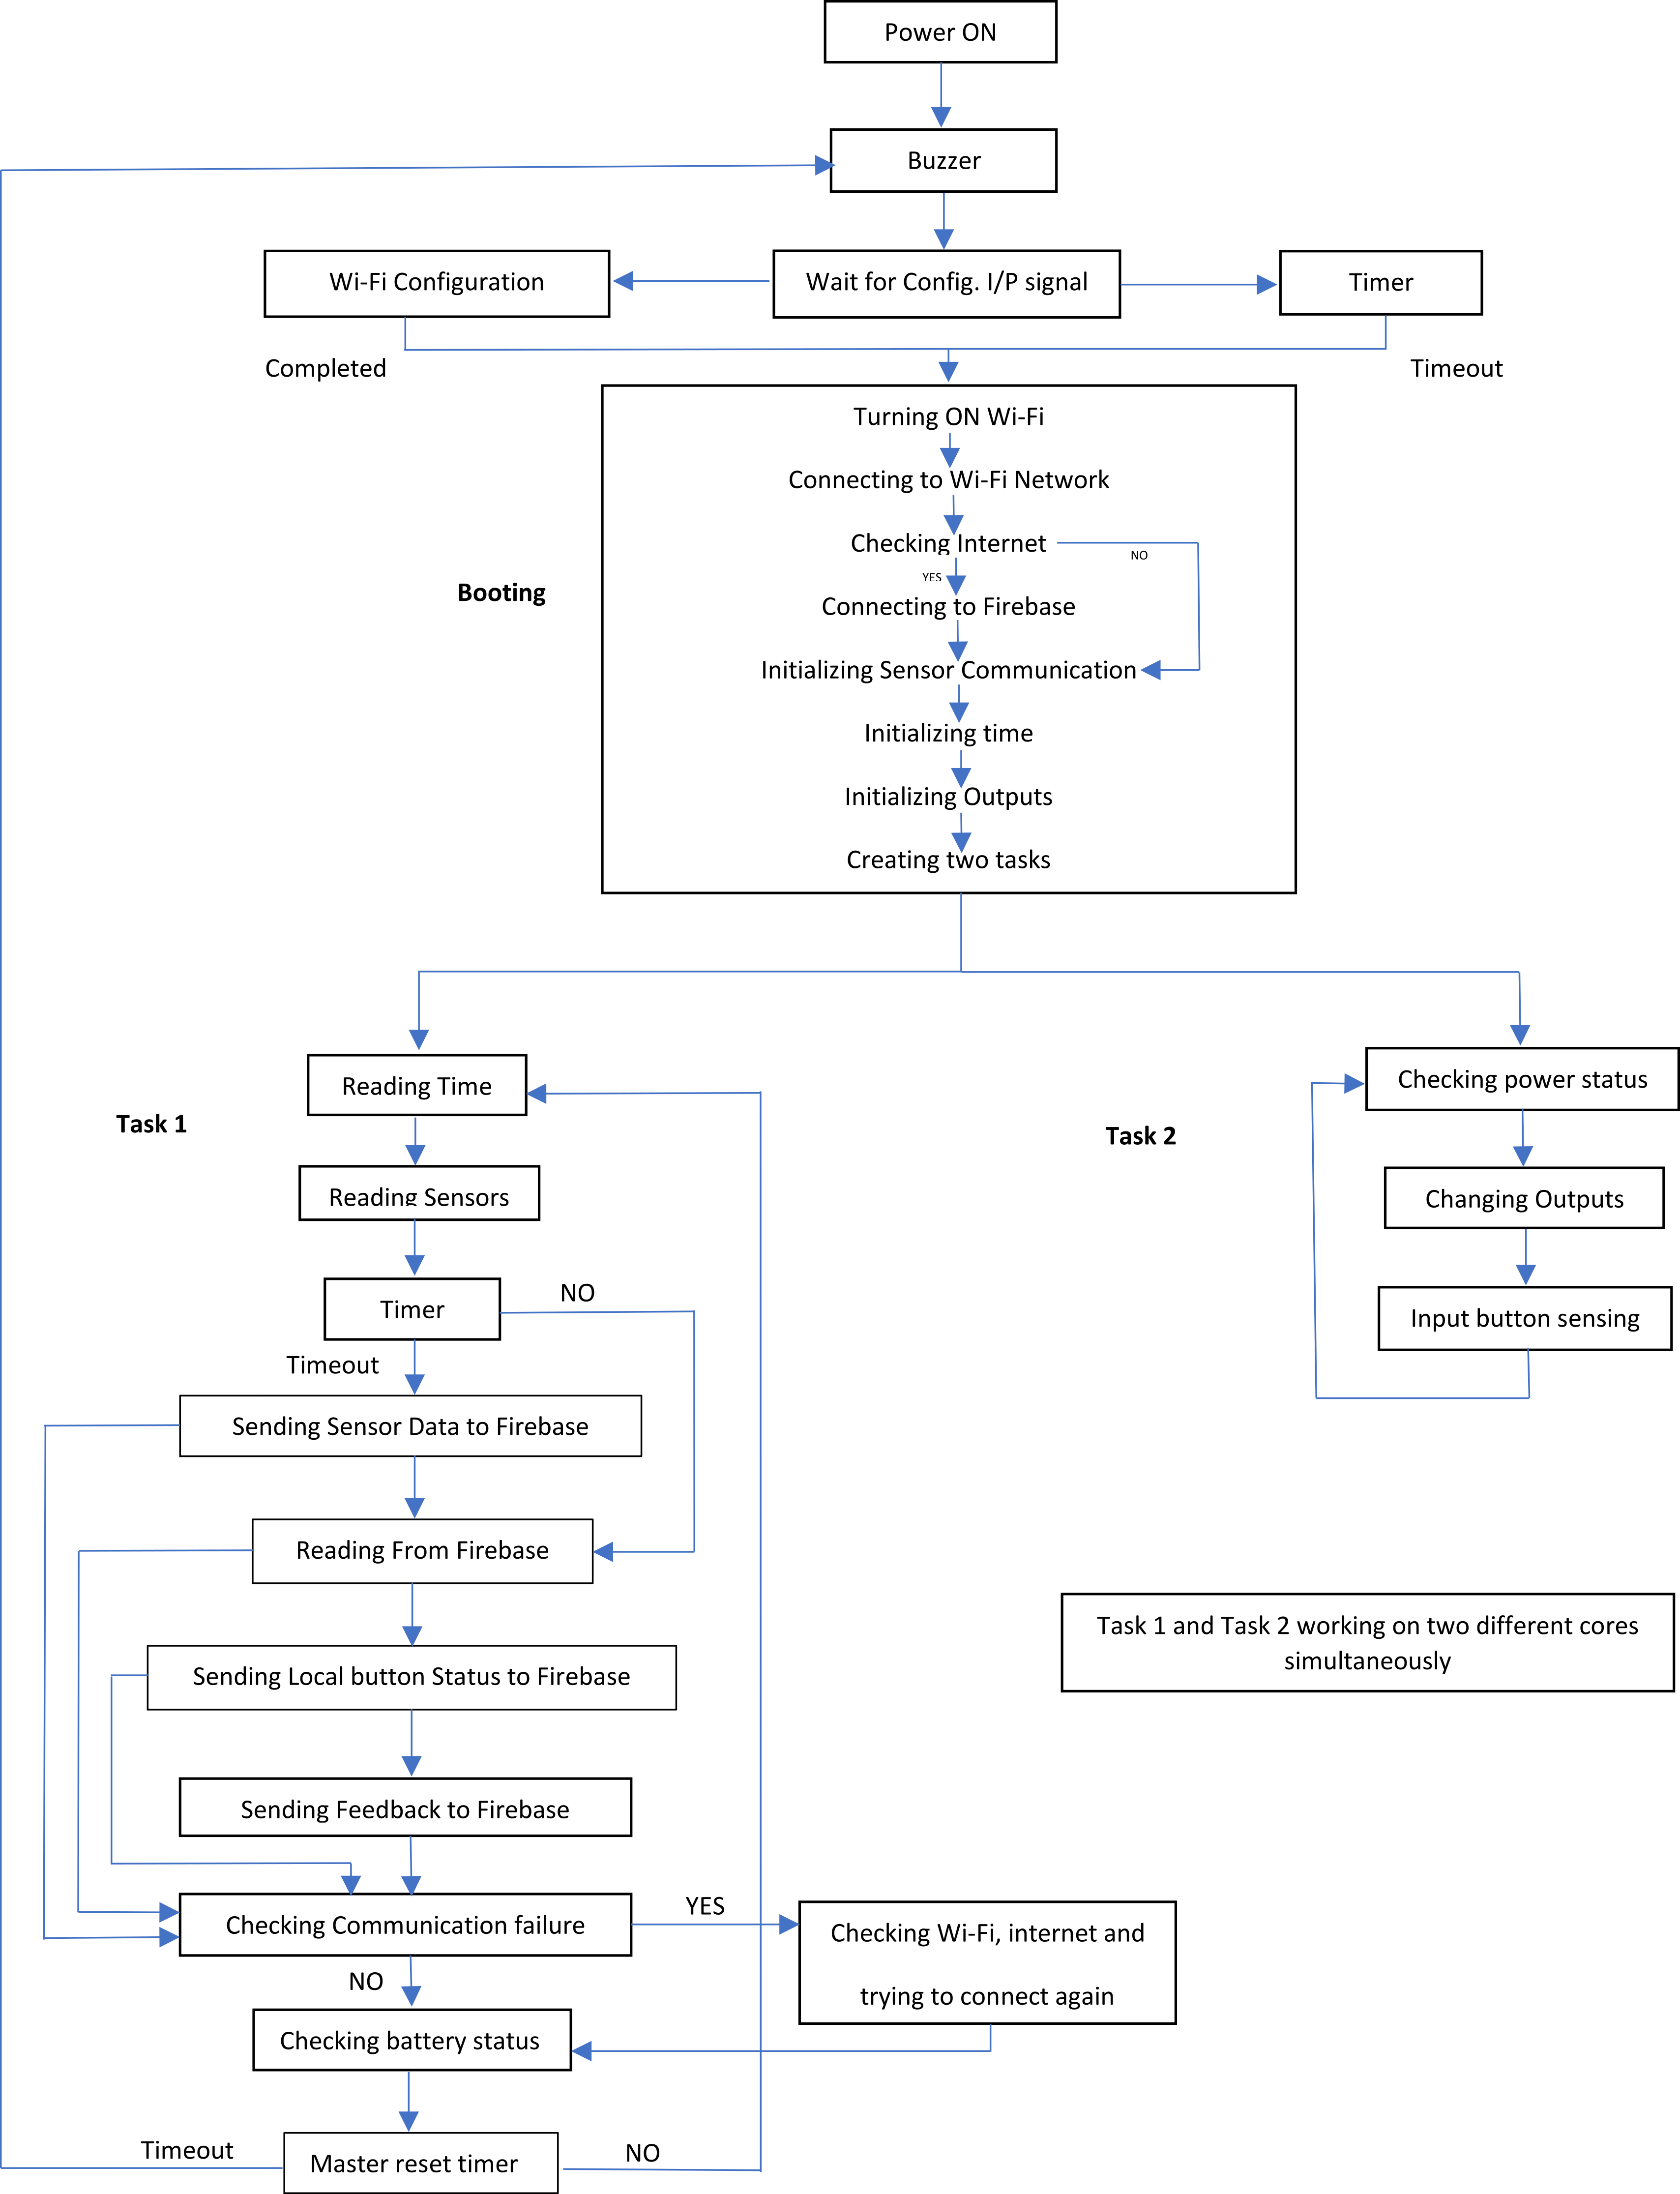 Power ON
Buzzer
Wi-Fi Configuration
Wait for Config. I/P signal
Timer
Completed
Timeout
Turning ON Wi-Fi
Connecting to Wi-Fi Network
Checking Internet
NO
YES
Booting
Connecting to Firebase
Initializing Sensor Communication
Initializing time
Initializing Outputs
Creating two tasks
Task 1
Reading Time
Reading Sensors
Timer
NO
Timeout
Sending Sensor Data to Firebase
Reading From Firebase
Sending Local button Status to Firebase
Sending Feedback to Firebase
Checking Communication failure
YES
Checking Wi-Fi, internet and
trying to connect again
NO
Checking battery status
Timeout
Master reset timer
NO
Task 2
Checking power status
Changing Outputs
Input button sensing
Task 1 and Task 2 working on two different cores
simultaneously